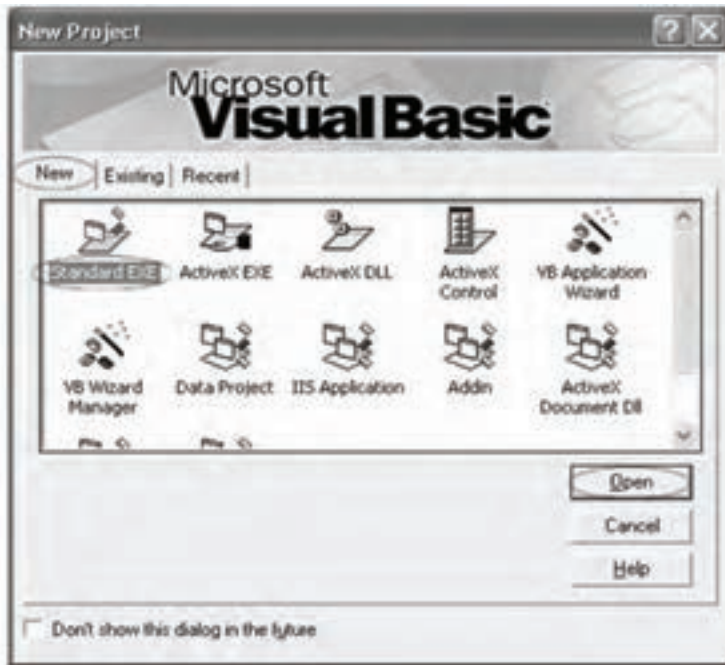 New Project
Microsoft
Visual Basic
New Existing Recent
Standard EXE ActiveX EXE ActiveX DLL ActiveX Control VB Application Wizard
VB Wizard Manager Data Project IIS Application Addin ActiveX Document Dll
Open
Cancel
Help
Don't show this dialog in the future